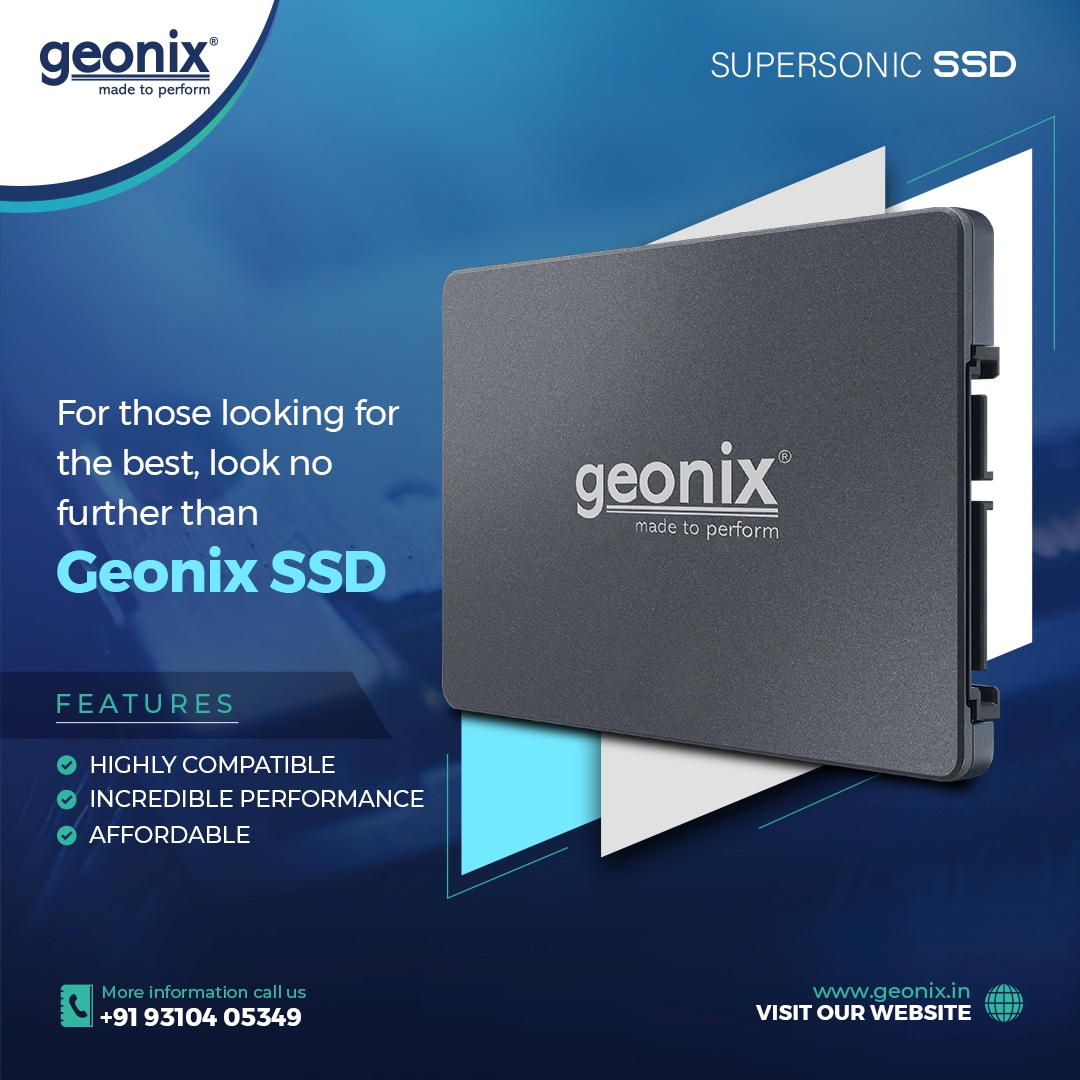 geonix®
made to perform
SUPERSONIC SSD
For those looking for
the best, look no
further than
Geonix SSD
geonix®
made to perform
FEATURES
HIGHLY COMPATIBLE
INCREDIBLE PERFORMANCE
AFFORDABLE
More information call us
+91 93104 05349
www.geonix.in
VISIT OUR WEBSITE